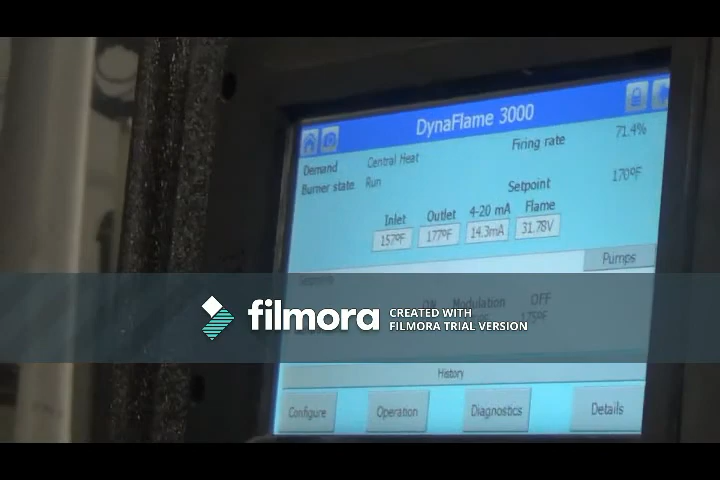 DynaFlame 3000
Demand Central Heat Firing rate 71.4%
Burner state Run Setpoint 170°F
Inlet Outlet 4-20 mA Flame
157°F 177°F 14.3mA 31.78V
Pumps
ON Modulation OFF
175°F
filmora CREATED WITH
FILMORA TRIAL VERSION
History
Configure Operation Diagnostics Details